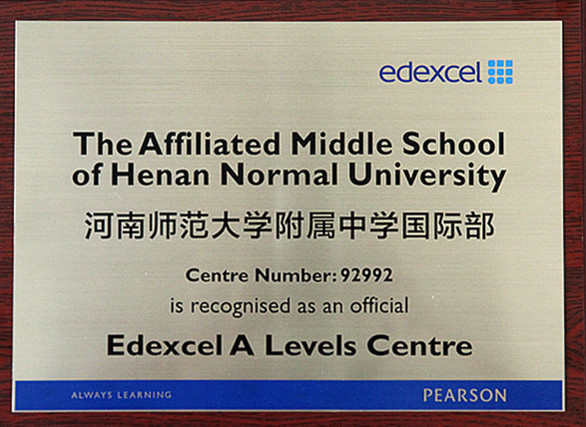 edexcel
The Affiliated Middle School
of Henan Normal University
河南师范大学附属中学国际部
Centre Number: 92992
is recognised as an official
Edexcel A Levels Centre
ALWAYS LEARNING PEARSON